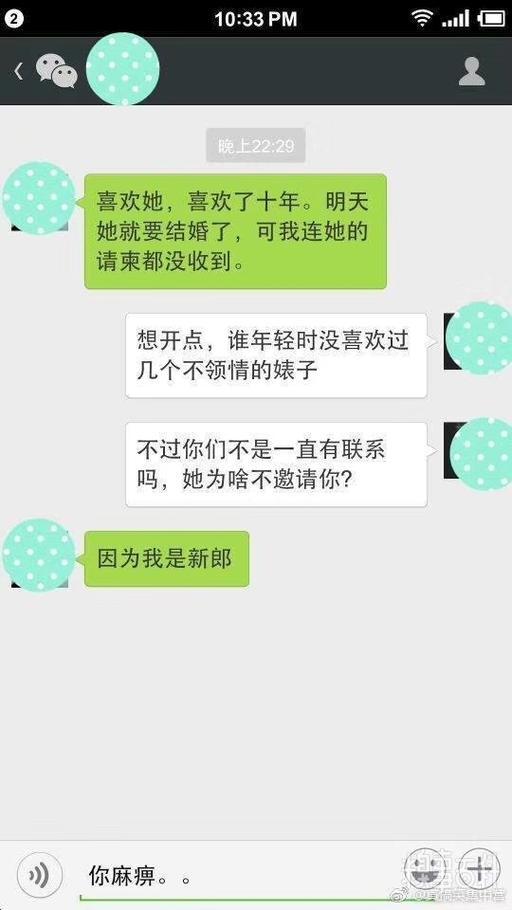 2
10:33 PM
晚上22:29
喜欢她，喜欢了十年。明天
她就要结婚了，可我连她的
请柬都没收到。
想开点，谁年轻时没喜欢过
几个不领情的婊子
不过你们不是一直有联系
吗，她为啥不邀请你?
因为我是新郎
你麻痹。。